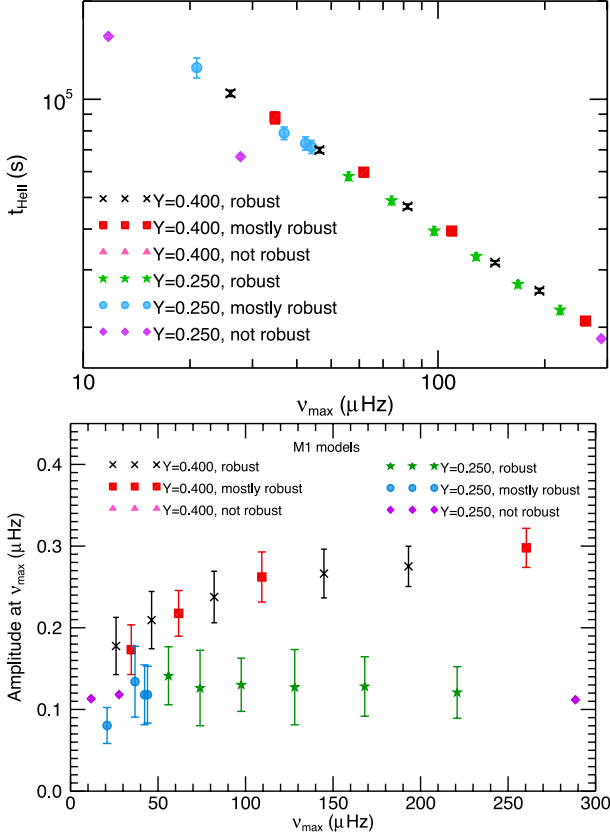 10⁵
t_HeII (s)
Y=0.400, robust
Y=0.400, mostly robust
Y=0.400, not robust
Y=0.250, robust
Y=0.250, mostly robust
Y=0.250, not robust
10 100
ν_max (μHz)
M1 models
Y=0.400, robust Y=0.250, robust
Y=0.400, mostly robust Y=0.250, mostly robust
Y=0.400, not robust Y=0.250, not robust
0.4
0.3
0.2
0.1
0.0
Amplitude at ν_max (μHz)
0 50 100 150 200 250 300
ν_max (μHz)